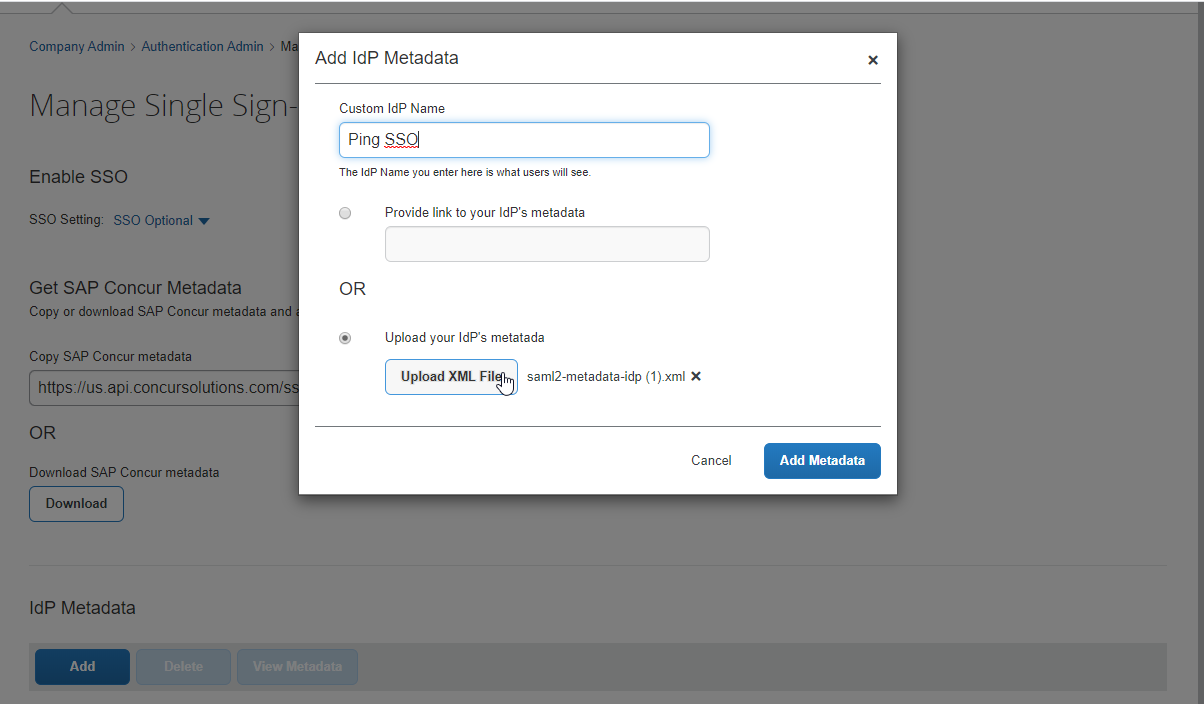 Company Admin > Authentication Admin > Ma
Manage Single Sign-
Enable SSO
SSO Setting: SSO Optional
Get SAP Concur Metadata
Copy or download SAP Concur metadata and
Copy SAP Concur metadata
https://us.api.concursolutions.com/ss
OR
Download SAP Concur metadata
Download
IdP Metadata
Add Delete View Metadata
Add IdP Metadata
×
Custom IdP Name
Ping SSO
The IdP Name you enter here is what users will see.
Provide link to your IdP's metadata
OR
Upload your IdP's metatada
Upload XML File saml2-metadata-idp (1).xml ×
Cancel Add Metadata